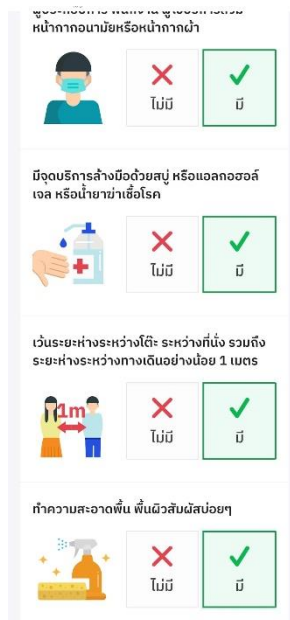 หน้ากากอนามัยหรือหน้ากากผ้า
ไม่มี
มี
มีจุดบริการล้างมือด้วยสบู่ หรือแอลกอฮอล์
เจล หรือน้ำยาฆ่าเชื้อโรค
ไม่มี
มี
เว้นระยะห่างระหว่างโต๊ะ ระหว่างที่นั่ง รวมถึง
ระยะห่างระหว่างทางเดินอย่างน้อย 1 เมตร
1m
ไม่มี
มี
ทำความสะอาดพื้น พื้นผิวสัมผัสบ่อยๆ
ไม่มี
มี